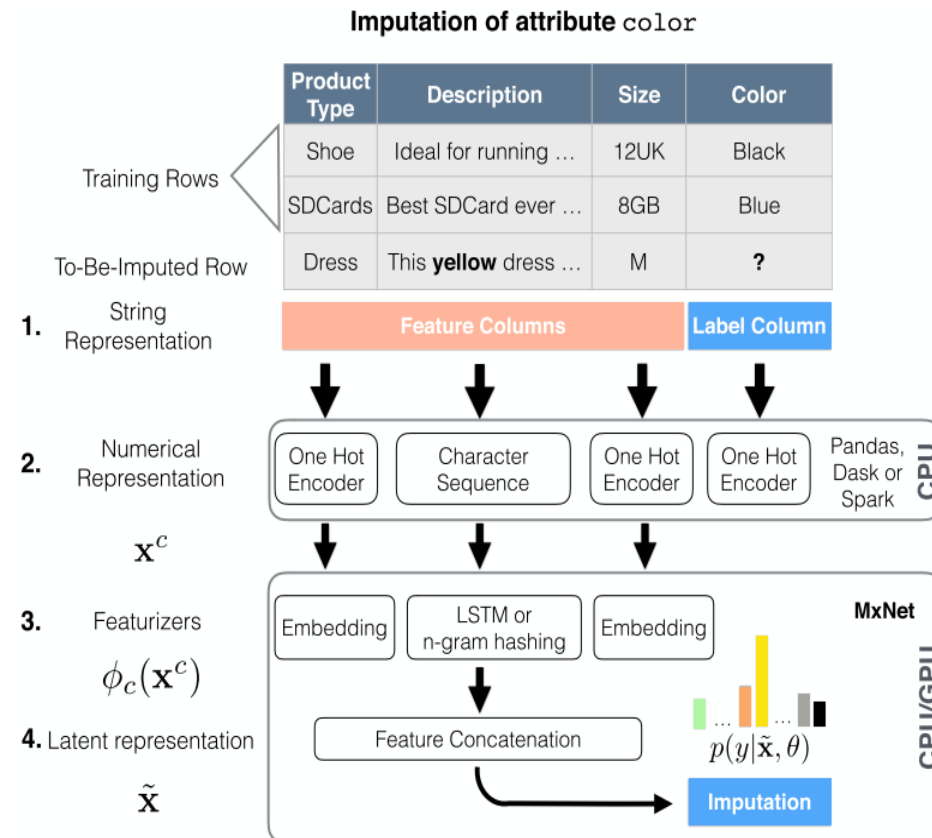 Imputation of attribute color
Product Type Description Size Color
Training Rows
Shoe Ideal for running ... 12UK Black
SDCards Best SDCard ever ... 8GB Blue
To-Be-Imputed Row Dress This yellow dress ... M ?
1. String Representation Feature Columns Label Column
2. Numerical Representation
One Hot Encoder
Character Sequence
One Hot Encoder
One Hot Encoder
Pandas, Dask or Spark
CPU
x^c
3. Featurizers
Embedding
LSTM or n-gram hashing
Embedding
MxNet
CPU/GPU
ϕ_c(x^c)
... ...
p(y|x̃, θ)
4. Latent representation
Feature Concatenation
x̃
Imputation